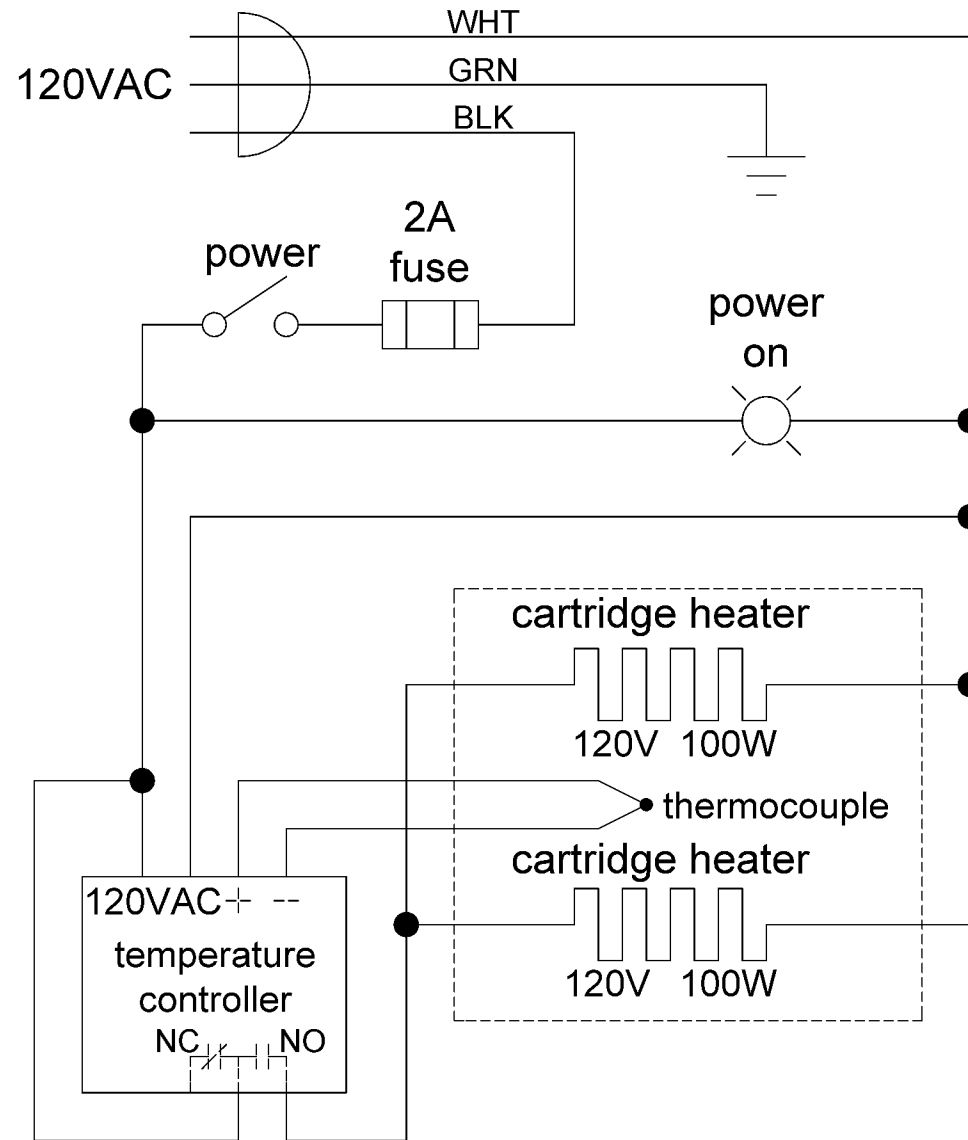 WHT
120VAC
GRN
BLK
2A
fuse
power
power
on
cartridge heater
120V 100W
thermocouple
cartridge heater
120V 100W
120VAC + --
temperature
controller
NC NO